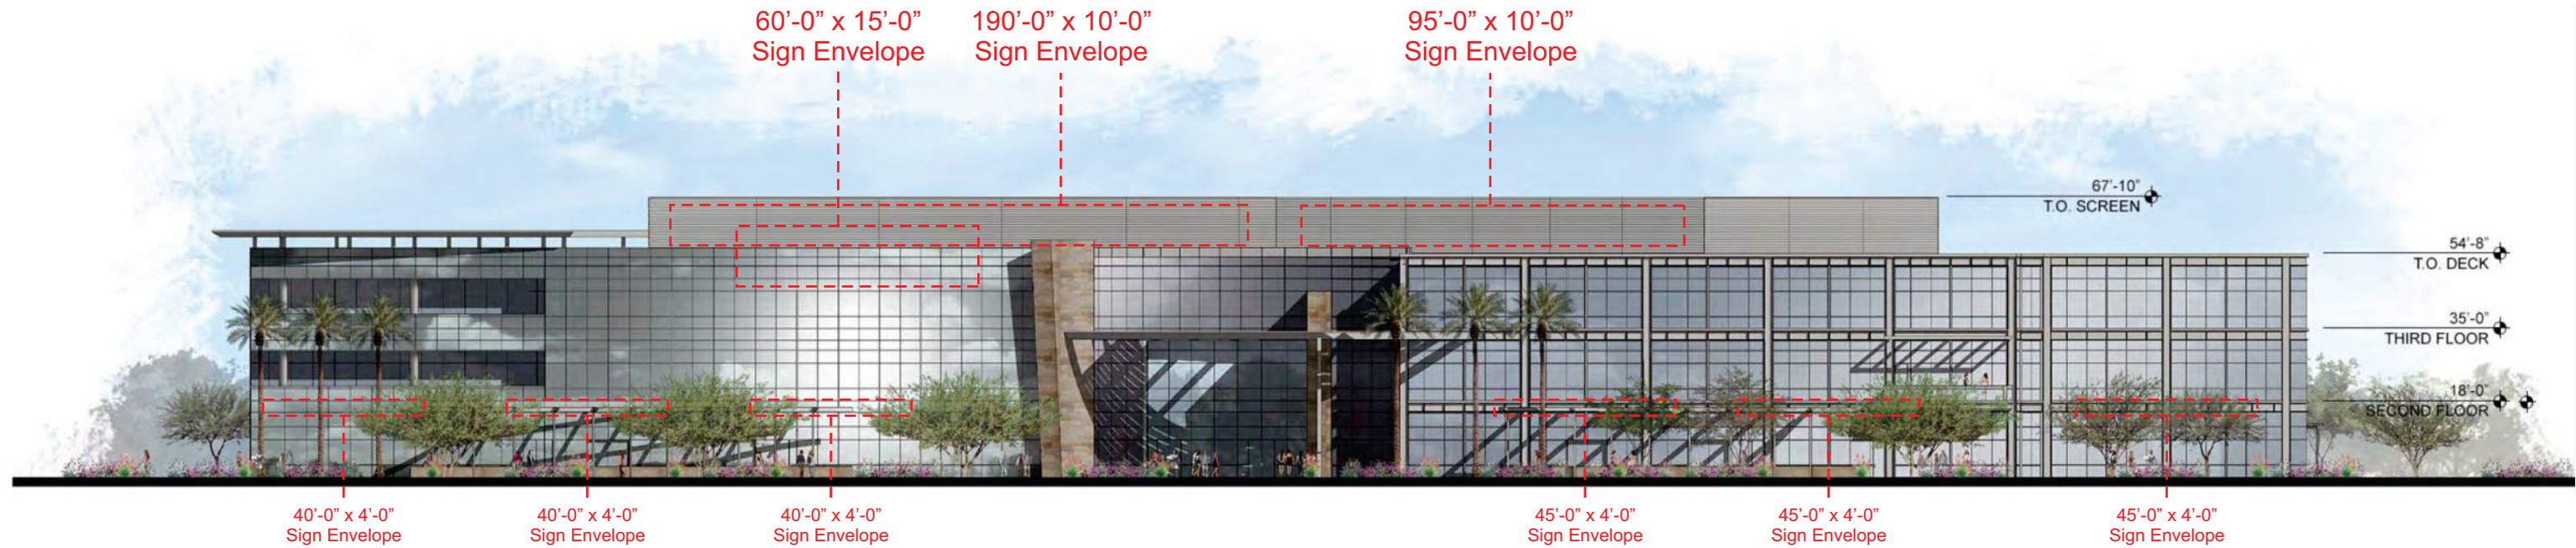 60’-0” x 15’-0”
Sign Envelope
190’-0” x 10’-0”
Sign Envelope
95’-0” x 10’-0”
Sign Envelope
67'-10"
T.O. SCREEN
54'-8"
T.O. DECK
35'-0"
THIRD FLOOR
18'-0"
SECOND FLOOR
40’-0” x 4’-0”
Sign Envelope
40’-0” x 4’-0”
Sign Envelope
40’-0” x 4’-0”
Sign Envelope
45’-0” x 4’-0”
Sign Envelope
45’-0” x 4’-0”
Sign Envelope
45’-0” x 4’-0”
Sign Envelope